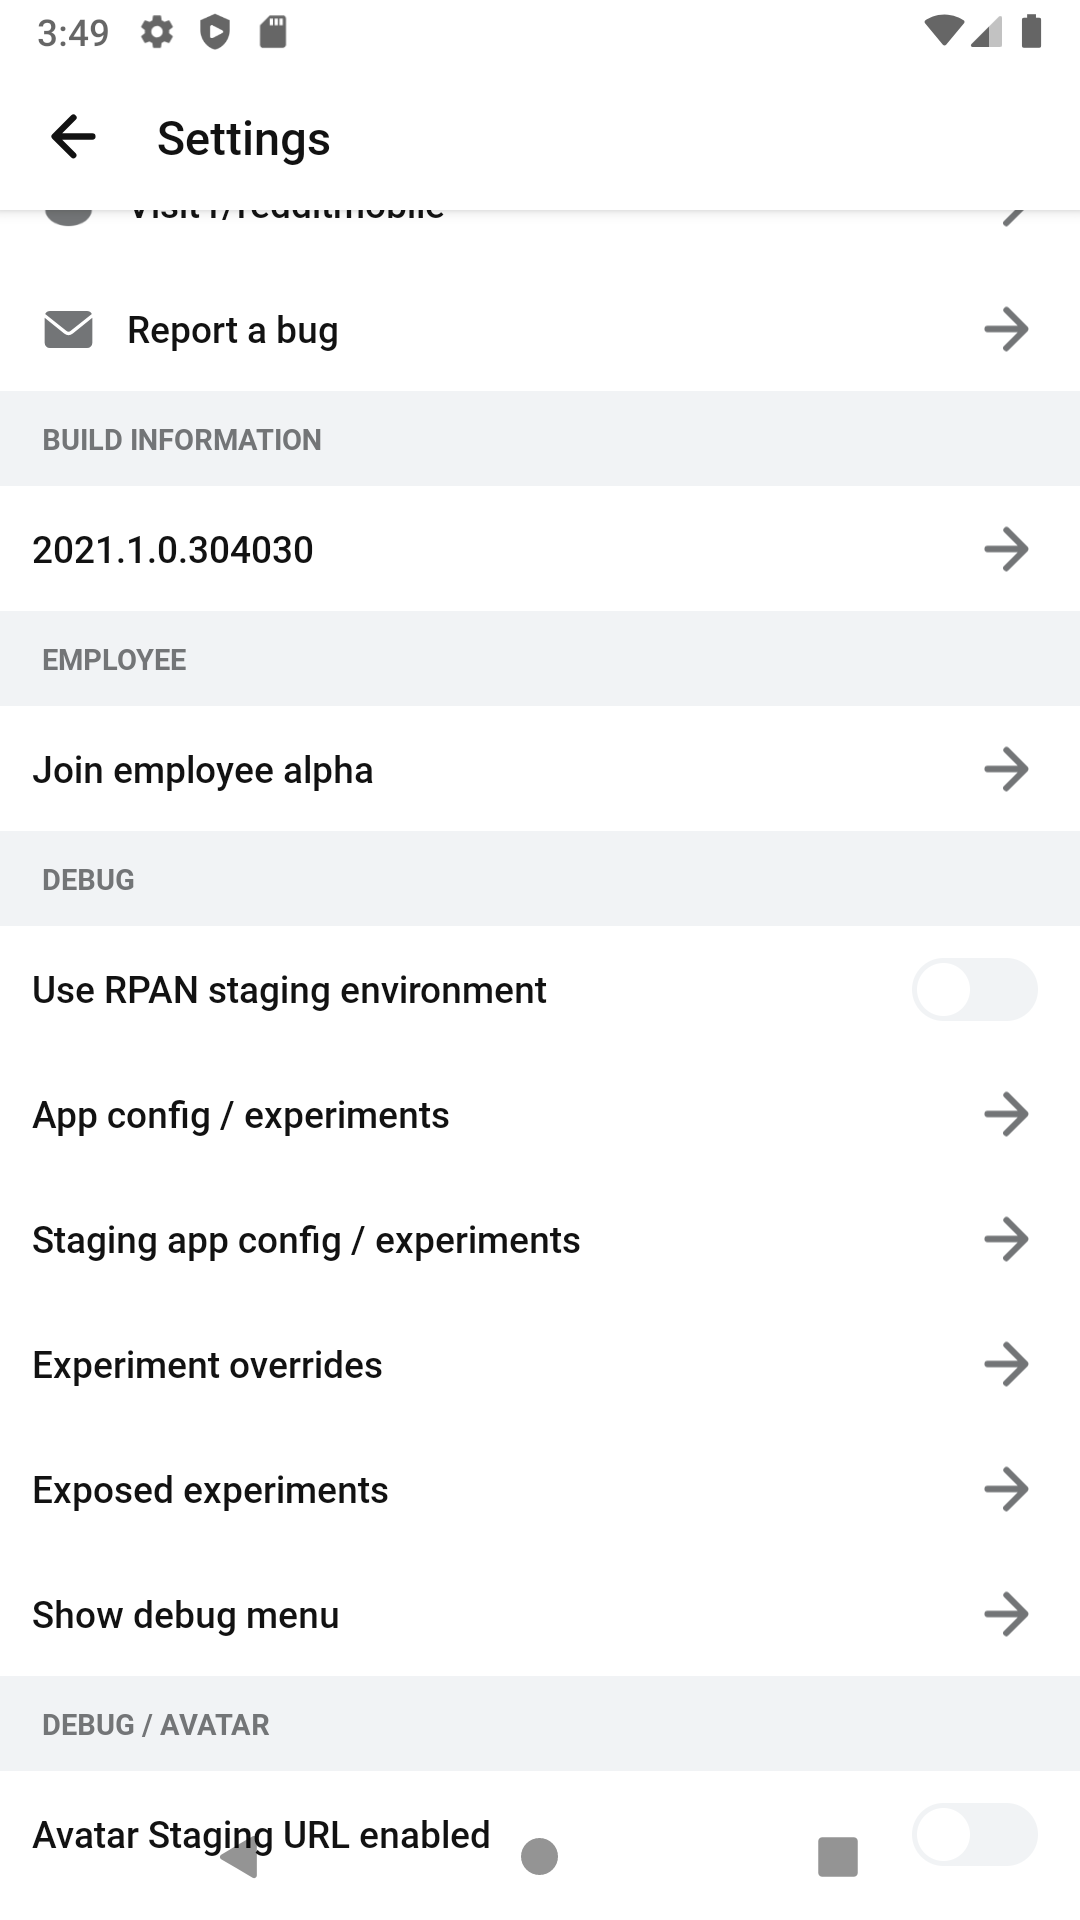 3:49
Settings
Visit r/redditmobile
Report a bug
BUILD INFORMATION
2021.1.0.304030
EMPLOYEE
Join employee alpha
DEBUG
Use RPAN staging environment
App config / experiments
Staging app config / experiments
Experiment overrides
Exposed experiments
Show debug menu
DEBUG / AVATAR
Avatar Staging URL enabled